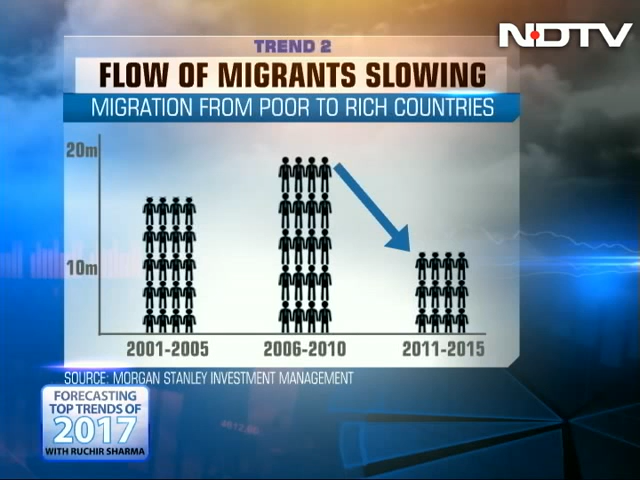 NDTV
TREND 2
FLOW OF MIGRANTS SLOWING
MIGRATION FROM POOR TO RICH COUNTRIES
20m
10m
2001-2005 2006-2010 2011-2015
SOURCE: MORGAN STANLEY INVESTMENT MANAGEMENT
FORECASTING
TOP TRENDS OF
2017
WITH RUCHIR SHARMA